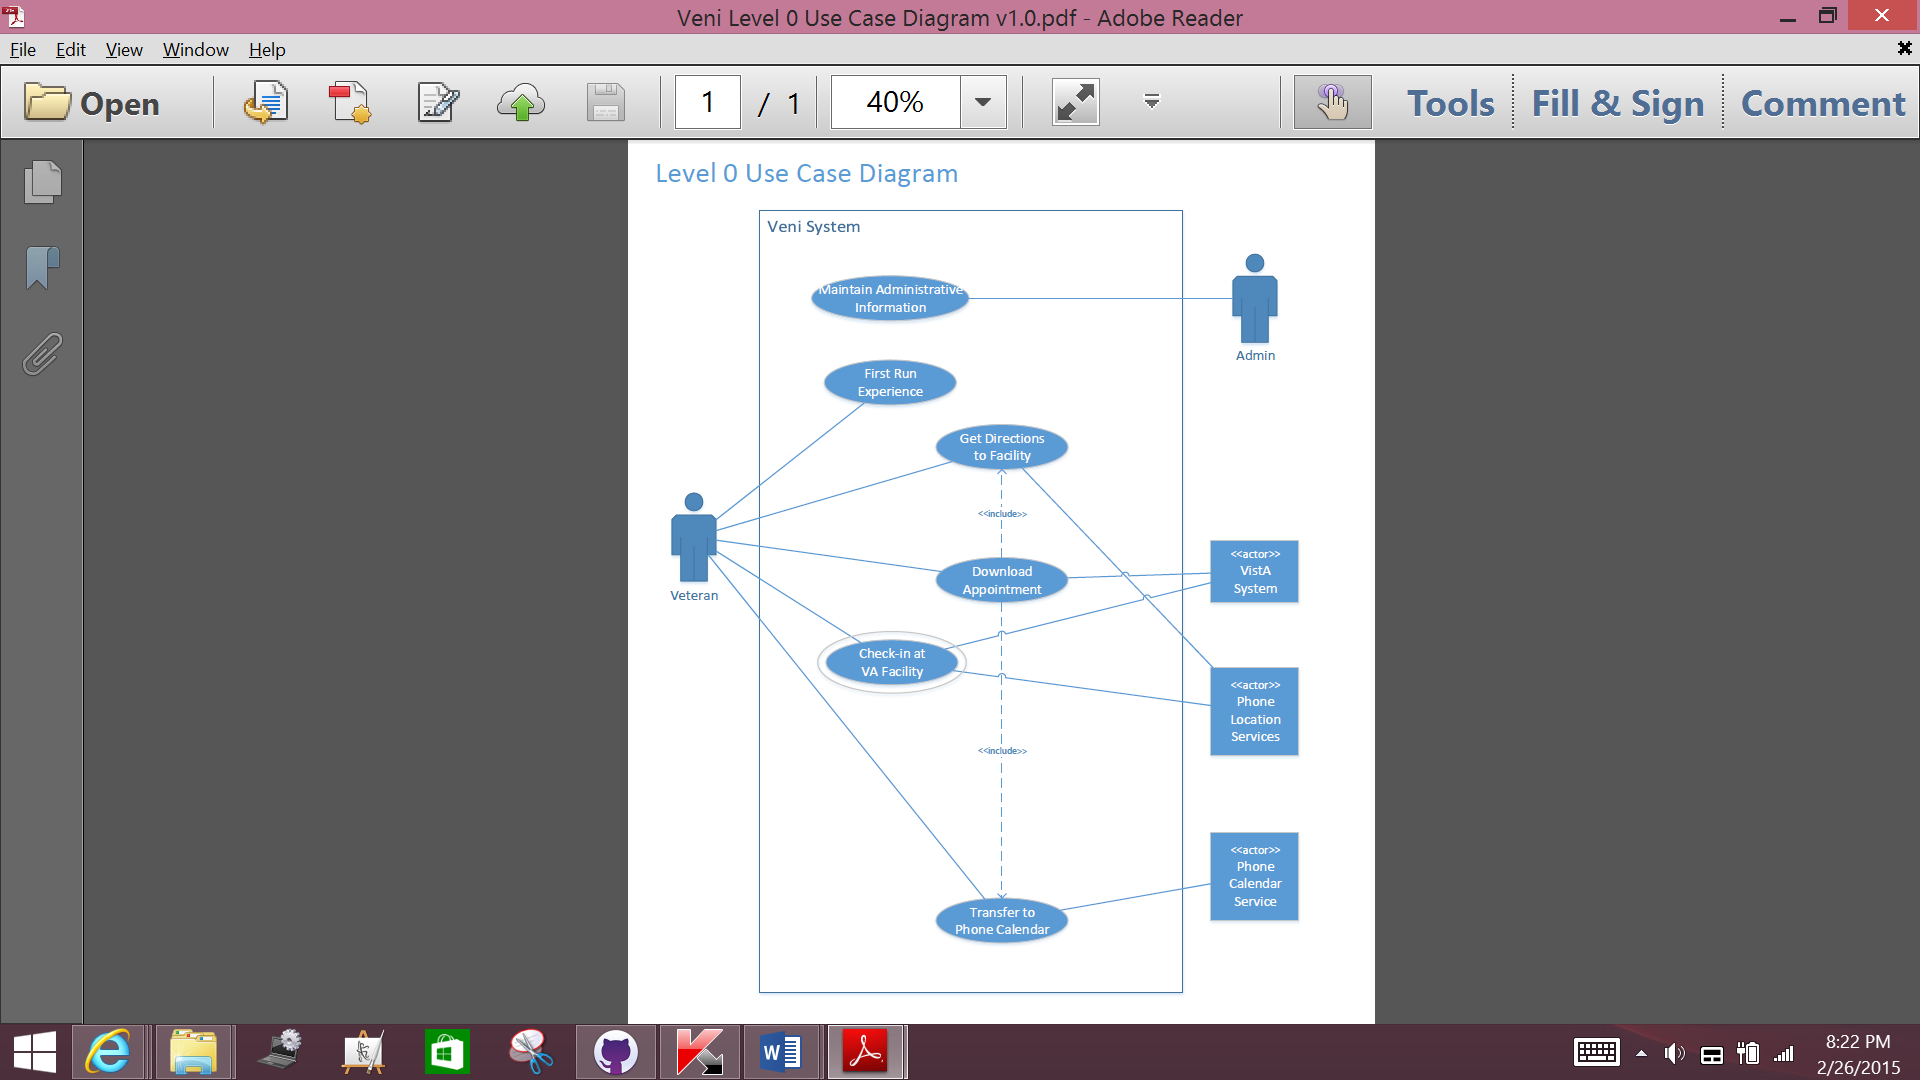 Veni Level 0 Use Case Diagram v1.0.pdf - Adobe Reader
File Edit View Window Help
Open
1 / 1
40%
Tools
Fill & Sign
Comment
Level 0 Use Case Diagram
Veni System
Maintain Administrative
Information
Admin
First Run
Experience
Get Directions
to Facility
<<include>>
Veteran
Download
Appointment
<<actor>>
VistA
System
Check-in at
VA Facility
<<actor>>
Phone
Location
Services
<<include>>
<<actor>>
Phone
Calendar
Service
Transfer to
Phone Calendar
8:22 PM
2/26/2015